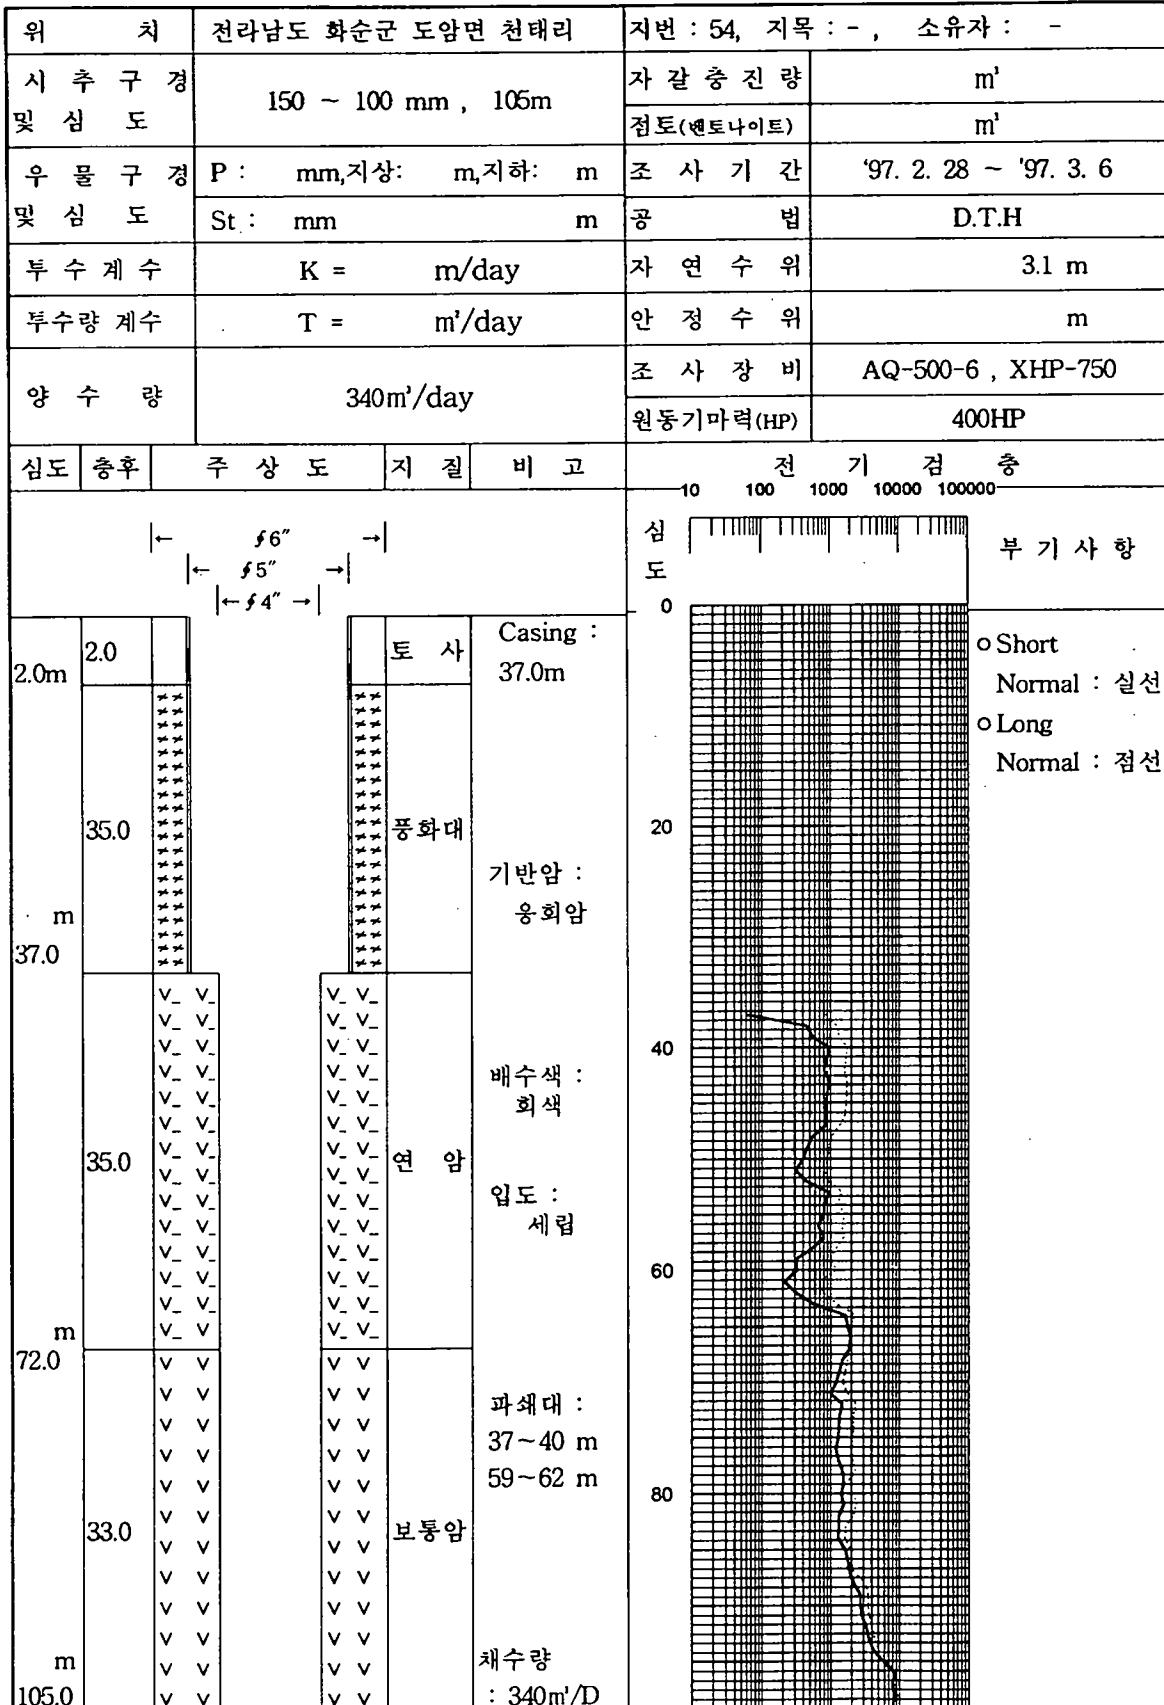 위 치 전라남도 화순군 도암면 천태리 지번 : 54, 지목 : - , 소유자 : -
시 추 구 경 및 심 도 150 ~ 100 mm , 105m 자 갈 충 진 량 m³
점토(벤토나이트) m³
우 물 구 경 및 심 도 P : mm,지상: m,지하: m 조 사 기 간 '97. 2. 28 ~ '97. 3. 6
St : mm m 공 법 D.T.H
투 수 계 수 K = m/day 자 연 수 위 3.1 m
투수량 계수 T = m²/day 안 정 수 위 m
양 수 량 340m³/day 조 사 장 비 AQ-500-6 , XHP-750
원동기마력(HP) 400HP
심도 층후 주 상 도 지 질 비 고 전 기 검 층
10 100 1000 10000 100000
심도 부 기 사 항
∮6″
∮5″
∮4″
0
2.0m 2.0 토 사 Casing : 37.0m
○ Short
Normal : 실선
○ Long
Normal : 점선
35.0 풍화대 20
기반암 :
응회암
m
37.0
40
배수색 :
회색
35.0 연 암
입도 :
세립
60
m
72.0
파쇄대 :
37~40 m
59~62 m
80
33.0 보통암
m 채수량
105.0 : 340m³/D